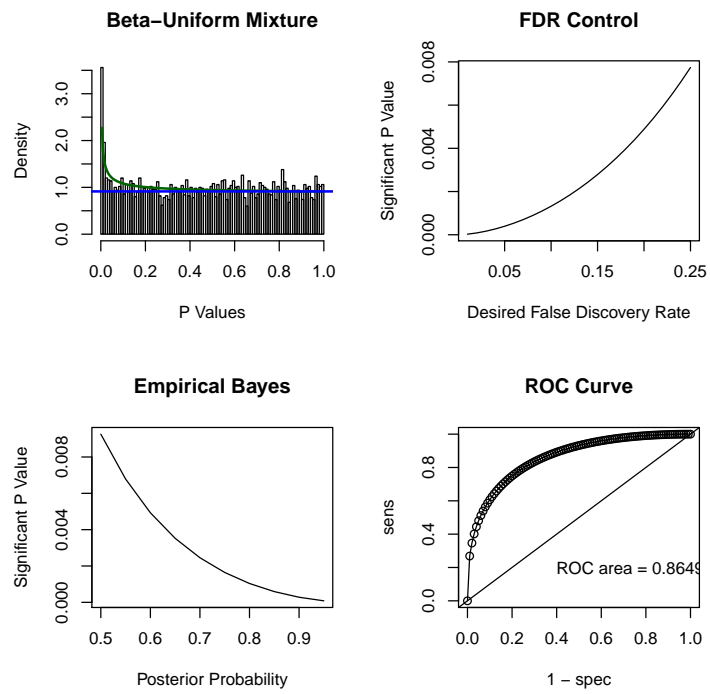 Beta−Uniform Mixture
Density
0.0 1.0 2.0 3.0
0.0 0.2 0.4 0.6 0.8 1.0
P Values
FDR Control
Significant P Value
0.000 0.004 0.008
0.05 0.15 0.25
Desired False Discovery Rate
Empirical Bayes
Significant P Value
0.000 0.004 0.008
0.5 0.6 0.7 0.8 0.9
Posterior Probability
ROC Curve
sens
0.0 0.4 0.8
ROC area = 0.8649
0.0 0.2 0.4 0.6 0.8 1.0
1 − spec